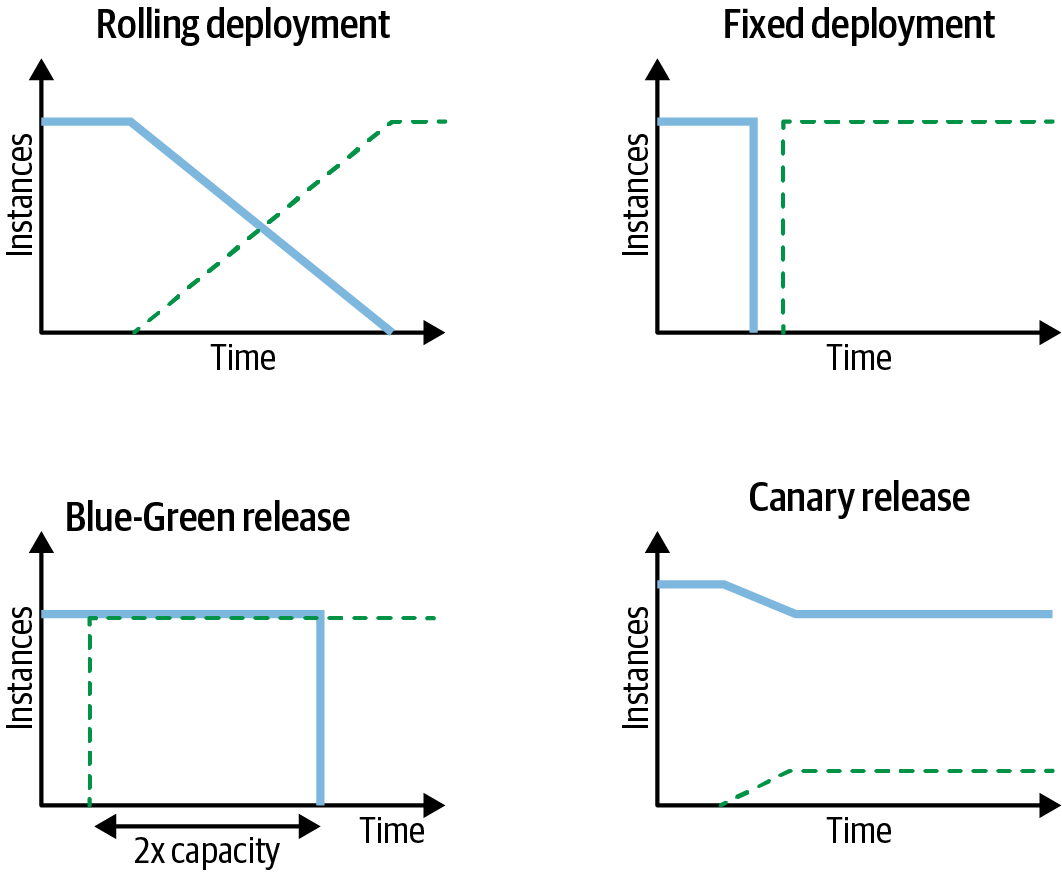 Rolling deployment
Instances
Time
Fixed deployment
Instances
Time
Blue-Green release
Instances
Time
2x capacity
Canary release
Instances
Time